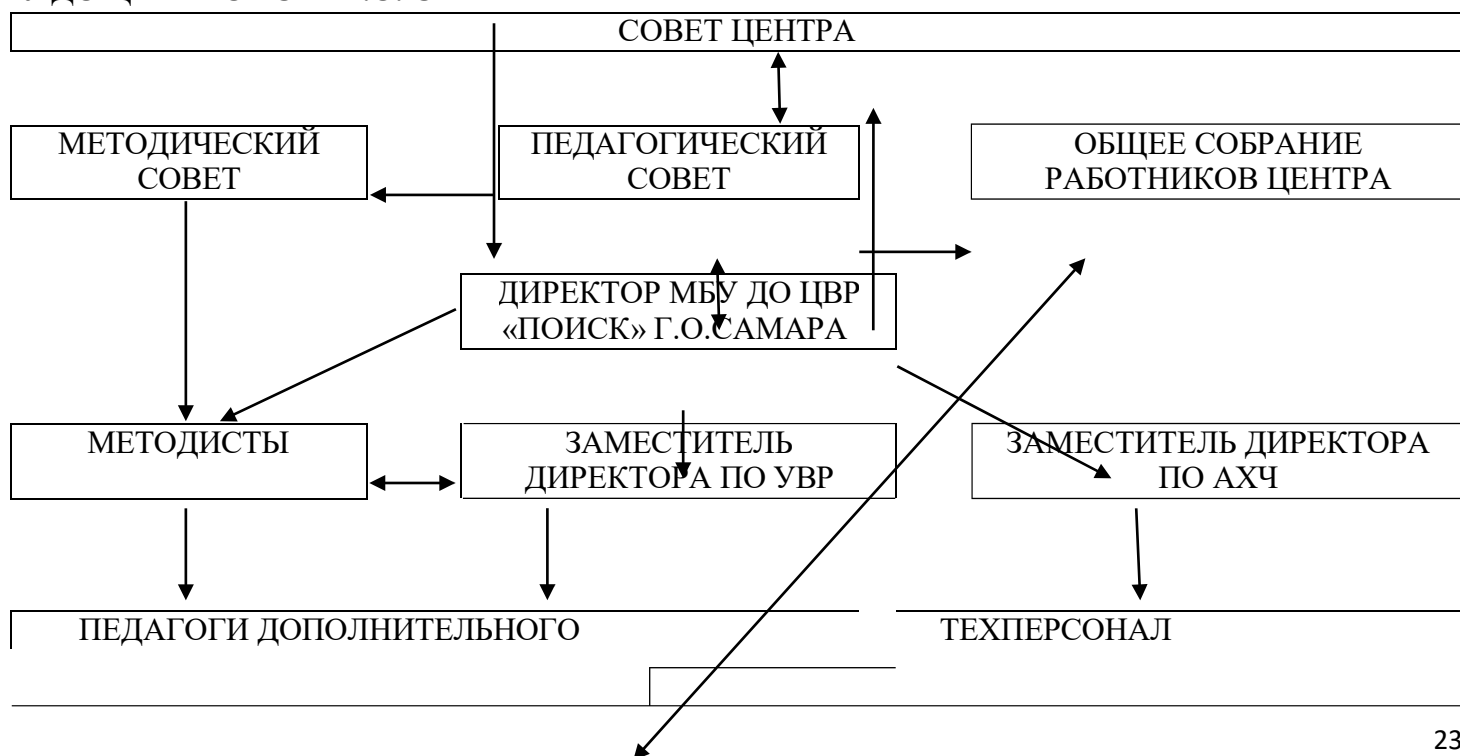 СОВЕТ ЦЕНТРА
МЕТОДИЧЕСКИЙ
СОВЕТ
ПЕДАГОГИЧЕСКИЙ
СОВЕТ
ОБЩЕЕ СОБРАНИЕ
РАБОТНИКОВ ЦЕНТРА
ДИРЕКТОР МБУ ДО ЦВР
«ПОИСК» Г.О.САМАРА
МЕТОДИСТЫ
ЗАМЕСТИТЕЛЬ
ДИРЕКТОРА ПО УВР
ЗАМЕСТИТЕЛЬ ДИРЕКТОРА
ПО АХЧ
ПЕДАГОГИ ДОПОЛНИТЕЛЬНОГО
ТЕХПЕРСОНАЛ
23